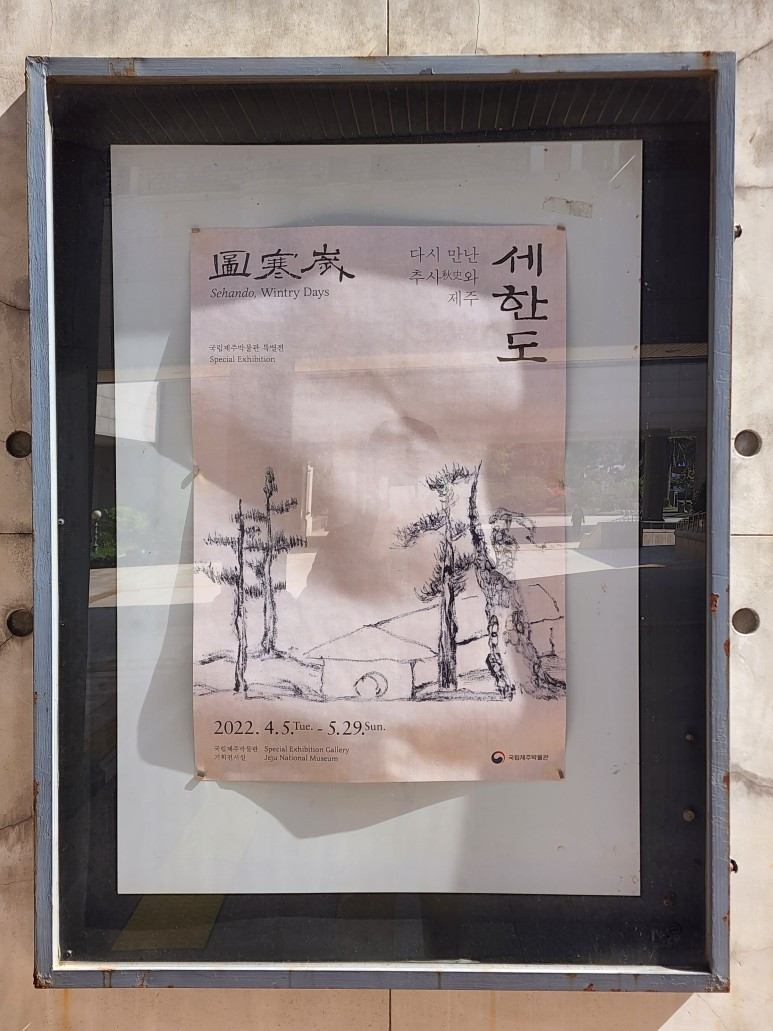 圖寒歲
Sehando, Wintry Days
다시 만난
추사秋史와
제주
세한도
국립제주박물관 특별전
Special Exhibition
2022. 4.5.Tue. - 5.29.Sun.
국립제주박물관 Special Exhibition Gallery
기획전시실 Jeju National Museum
국립제주박물관